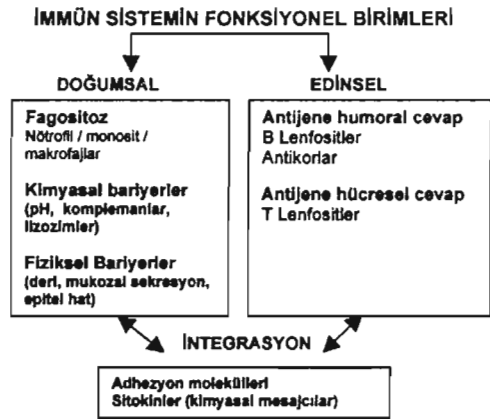 İMMÜN SİSTEMİN FONKSİYONEL BİRİMLERİ
DOĞUMSAL
Fagositoz
Nötrofil / monosit /
makrofajlar
Kimyasal bariyerler
(pH, komplemanlar,
lizozimler)
Fiziksel Bariyerler
(deri, mukozal sekresyon,
epitel hat)
EDİNSEL
Antijene humoral cevap
B Lenfositler
Antikorlar
Antijene hücresel cevap
T Lenfositler
İNTEGRASYON
Adhezyon molekülleri
Sitokinler (kimyasal mesajcılar)